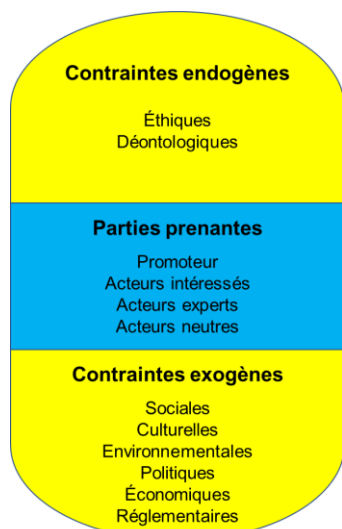 Contraintes endogènes
Éthiques
Déontologiques
Parties prenantes
Promoteur
Acteurs intéressés
Acteurs experts
Acteurs neutres
Contraintes exogènes
Sociales
Culturelles
Environnementales
Politiques
Économiques
Réglementaires